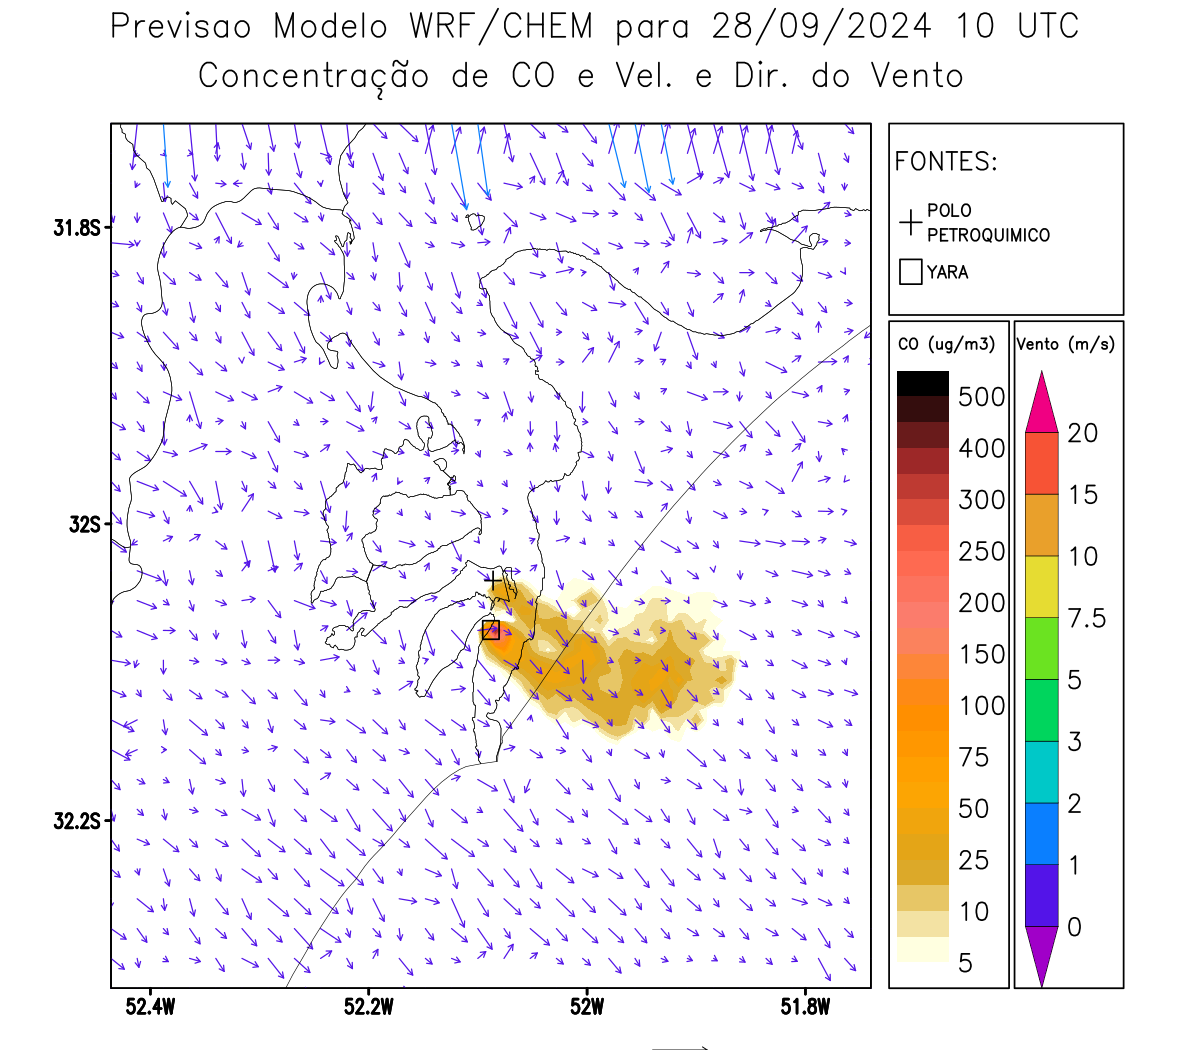 Previsao Modelo WRF/CHEM para 28/09/2024 10 UTC
Concentração de CO e Vel. e Dir. do Vento
FONTES:
POLO
PETROQUIMICO
YARA
CO (ug/m3)
500
400
300
250
200
150
100
75
50
25
10
5
Vento (m/s)
20
15
10
7.5
5
3
2
1
0
31.8S
32S
32.2S
52.4W
52.2W
52W
51.8W